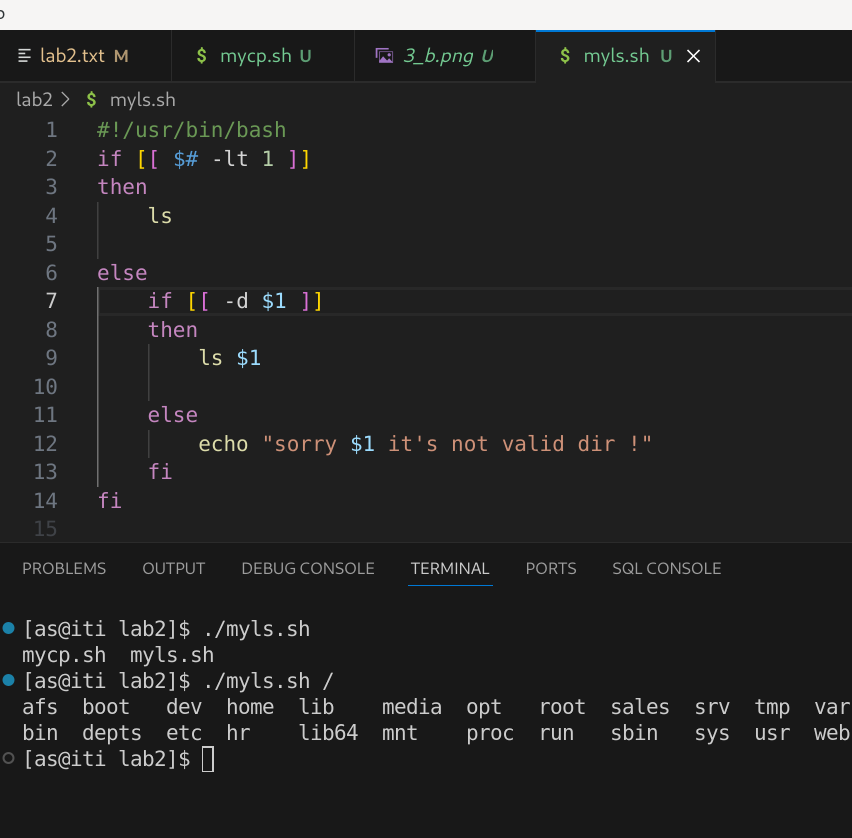 lab2.txt M $ mycp.sh U 3_b.png U $ myls.sh U
lab2 > $ myls.sh
1 #!/usr/bin/bash
2 if [[ $# -lt 1 ]]
3 then
4 ls
5
6 else
7 if [[ -d $1 ]]
8 then
9 ls $1
10
11 else
12 echo "sorry $1 it's not valid dir !"
13 fi
14 fi
15
PROBLEMS OUTPUT DEBUG CONSOLE TERMINAL PORTS SQL CONSOLE
[as@iti lab2]$ ./myls.sh
mycp.sh myls.sh
[as@iti lab2]$ ./myls.sh /
afs boot dev home lib media opt root sales srv tmp var
bin depts etc hr lib64 mnt proc run sbin sys usr web
[as@iti lab2]$